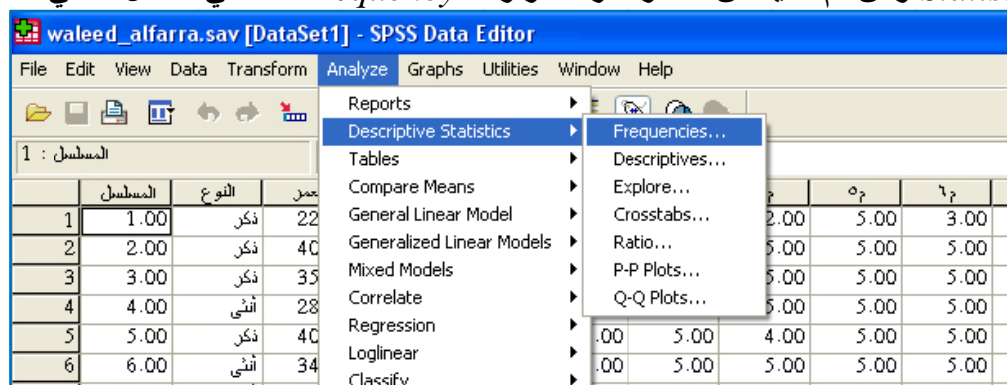 waleed_alfarra.sav [DataSet1] - SPSS Data Editor
File Edit View Data Transform Analyze Graphs Utilities Window Help
Reports
Descriptive Statistics
Tables
Compare Means
General Linear Model
Generalized Linear Models
Mixed Models
Correlate
Regression
Loglinear
Classify
Frequencies...
Descriptives...
Explore...
Crosstabs...
Ratio...
P-P Plots...
Q-Q Plots...
1 : المسلسل
المسلسل النوع م٥ م٦
1 1.00 ذكر 22 2.00 5.00 3.00
2 2.00 ذكر 40 5.00 5.00 5.00
3 3.00 ذكر 35 5.00 5.00 5.00
4 4.00 أنثى 28 5.00 5.00 5.00
5 5.00 ذكر 40 .00 5.00 4.00 5.00 5.00
6 6.00 أنثى 34 .00 5.00 5.00 5.00 5.00